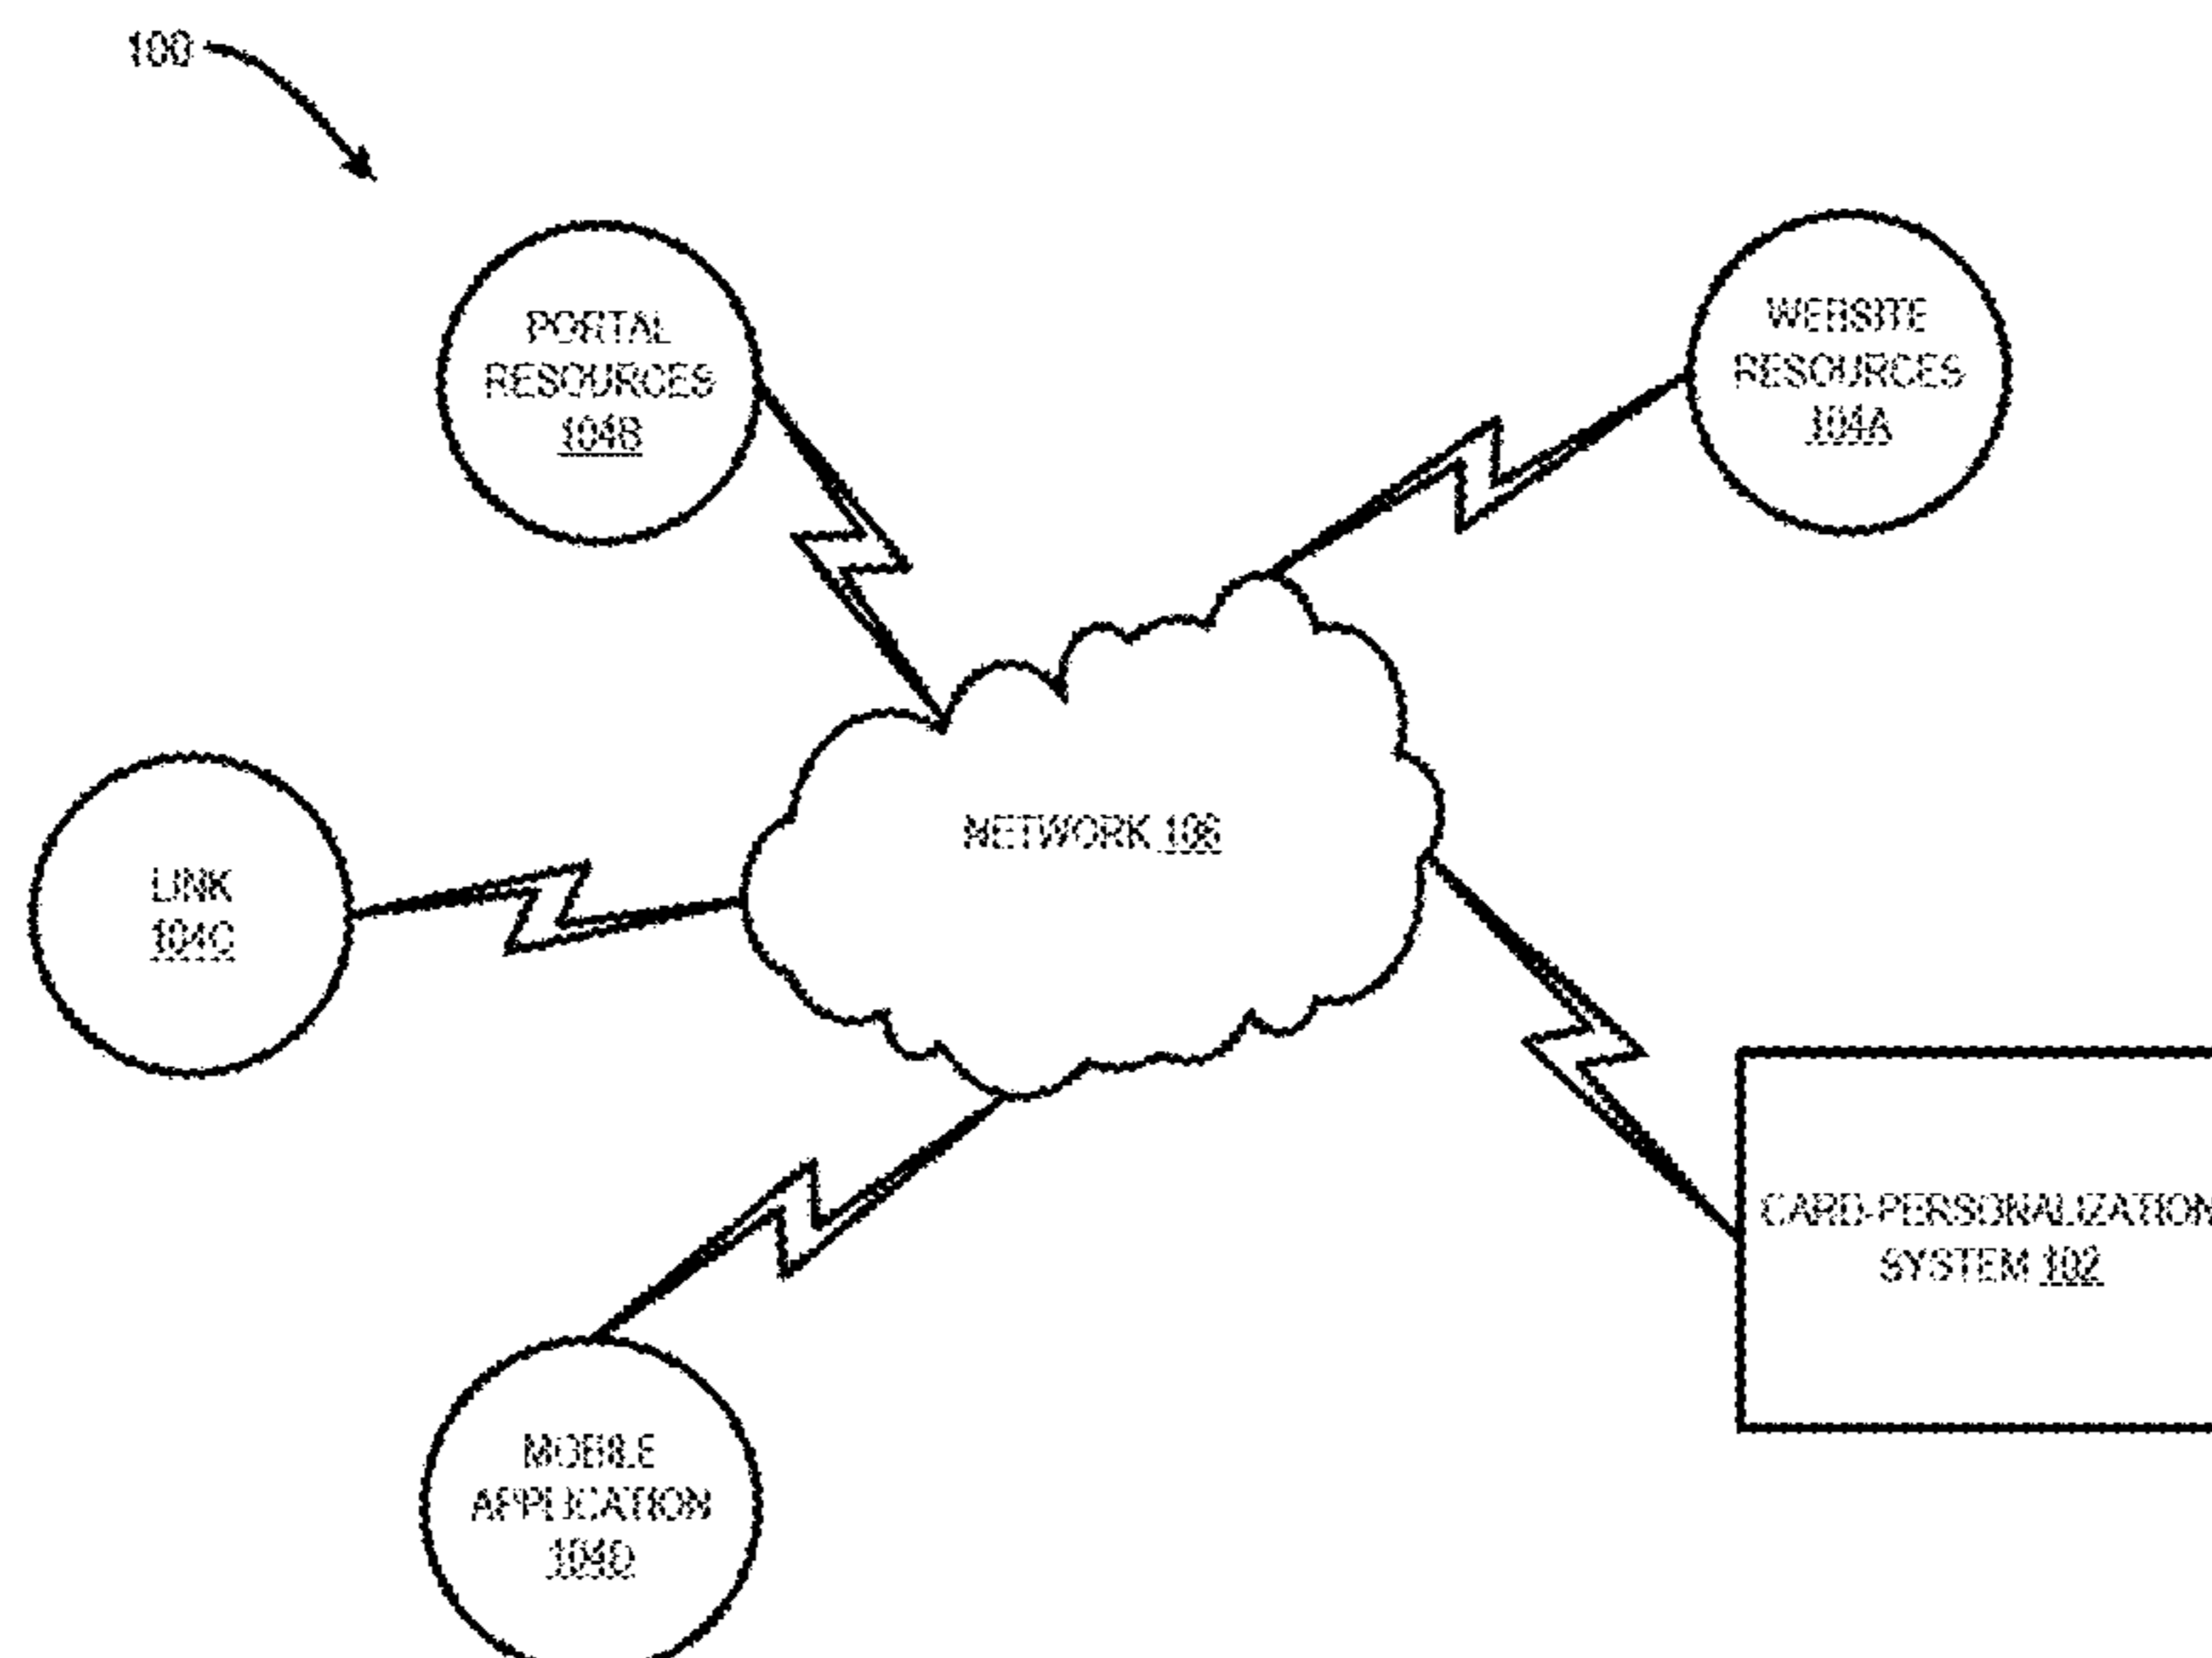 100
PORTAL
RESOURCES
104B
WEBSITE
RESOURCES
104A
NETWORK 106
LINK
104C
CARD-PERSONALIZATION
SYSTEM 102
MOBILE
APPLICATION
104D